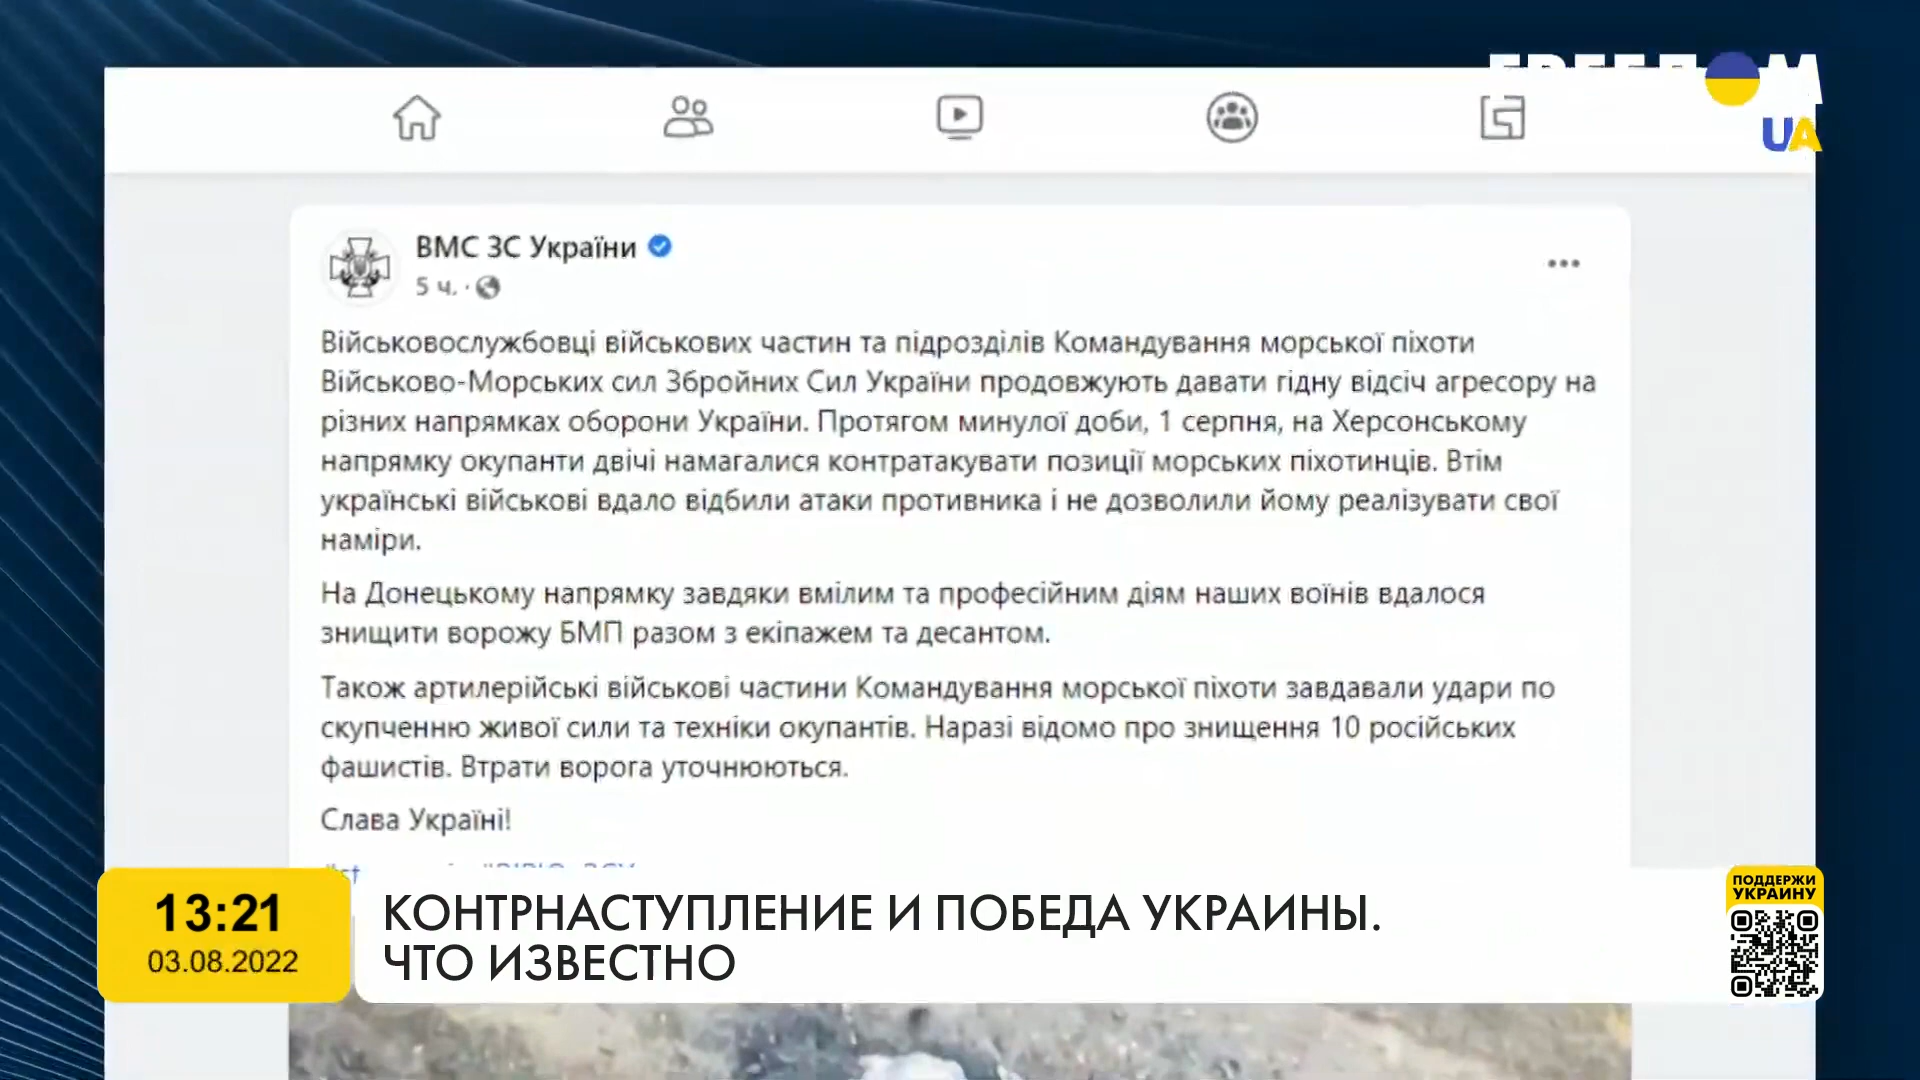 FREEDOM
UA
ВМС ЗС України
5 ч. ·
Військовослужбовці військових частин та підрозділів Командування морської піхоти
Військово-Морських сил Збройних Сил України продовжують давати гідну відсіч агресору на
різних напрямках оборони України. Протягом минулої доби, 1 серпня, на Херсонському
напрямку окупанти двічі намагалися контратакувати позиції морських піхотинців. Втім
українські військові вдало відбили атаки противника і не дозволили йому реалізувати свої
наміри.
На Донецькому напрямку завдяки вмілим та професійним діям наших воїнів вдалося
знищити ворожу БМП разом з екіпажем та десантом.
Також артилерійські військові частини Командування морської піхоти завдавали удари по
скупченню живої сили та техніки окупантів. Наразі відомо про знищення 10 російських
фашистів. Втрати ворога уточнюються.
Слава Україні!
13:21
03.08.2022
КОНТРНАСТУПЛЕНИЕ И ПОБЕДА УКРАИНЫ.
ЧТО ИЗВЕСТНО
ПОДДЕРЖИ
УКРАИНУ